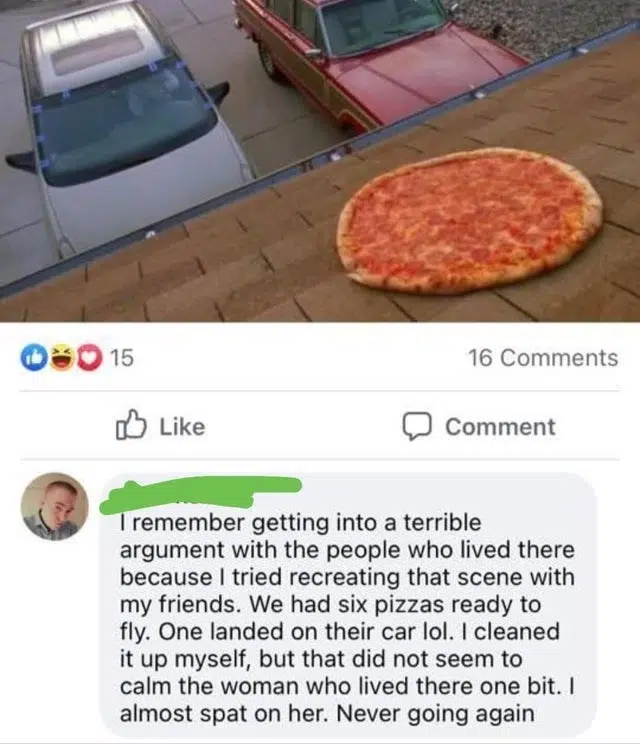 15
16 Comments
Like
Comment
I remember getting into a terrible
argument with the people who lived there
because I tried recreating that scene with
my friends. We had six pizzas ready to
fly. One landed on their car lol. I cleaned
it up myself, but that did not seem to
calm the woman who lived there one bit. I
almost spat on her. Never going again